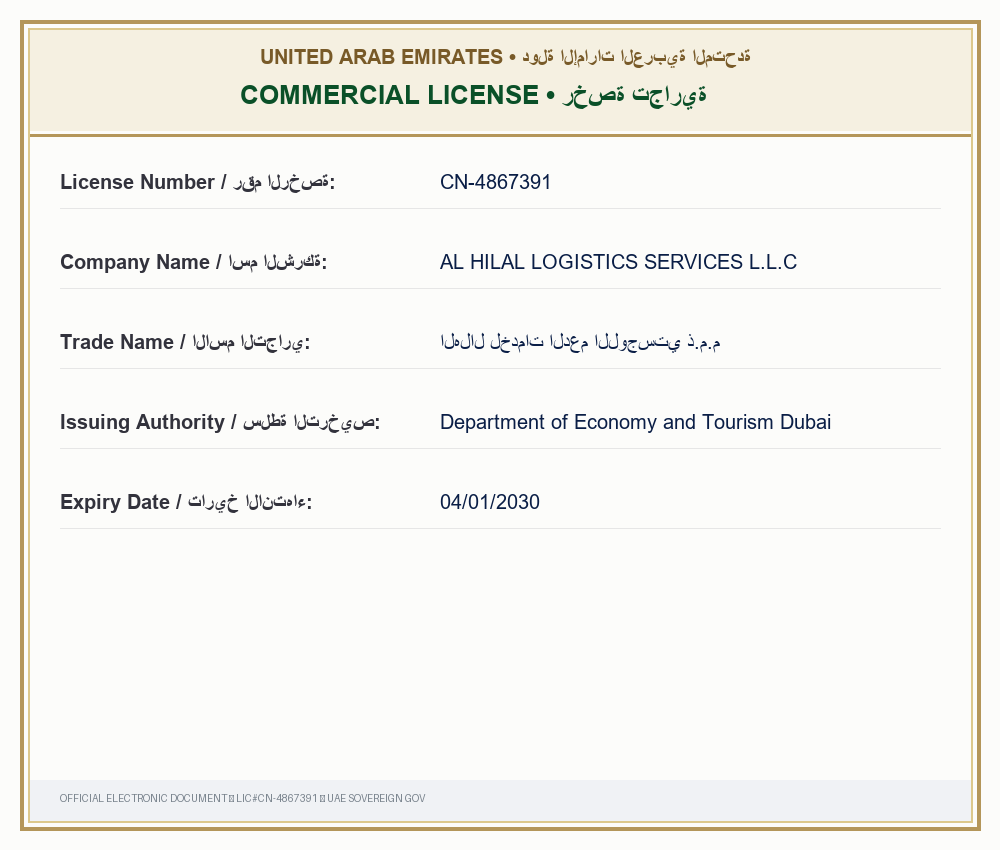 UNITED ARAB EMIRATES • دولة الإمارات العربية المتحدة
COMMERCIAL LICENSE • رخصة تجارية
License Number / رقم الرخصة: CN-4867391
Company Name / اسم الشركة: AL HILAL LOGISTICS SERVICES L.L.C
Trade Name / الاسم التجاري: الهلال لخدمات الدعم اللوجستي ذ.م.م
Issuing Authority / سلطة الترخيص: Department of Economy and Tourism Dubai
Expiry Date / تاريخ الانتهاء: 04/01/2030
OFFICIAL ELECTRONIC DOCUMENT LIC#CN-4867391 UAE SOVEREIGN GOV